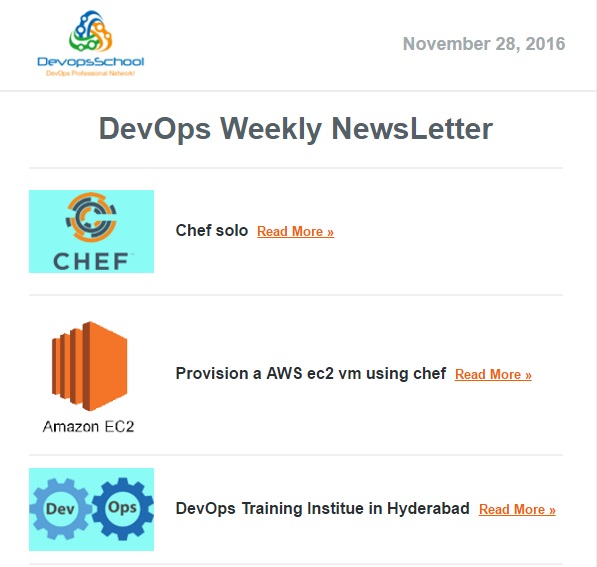 DevopsSchool
DevOps Professional Network!
November 28, 2016
DevOps Weekly NewsLetter
CHEF
Chef solo Read More »
Provision a AWS ec2 vm using chef Read More »
Amazon EC2
Dev Ops
DevOps Training Institue in Hyderabad Read More »